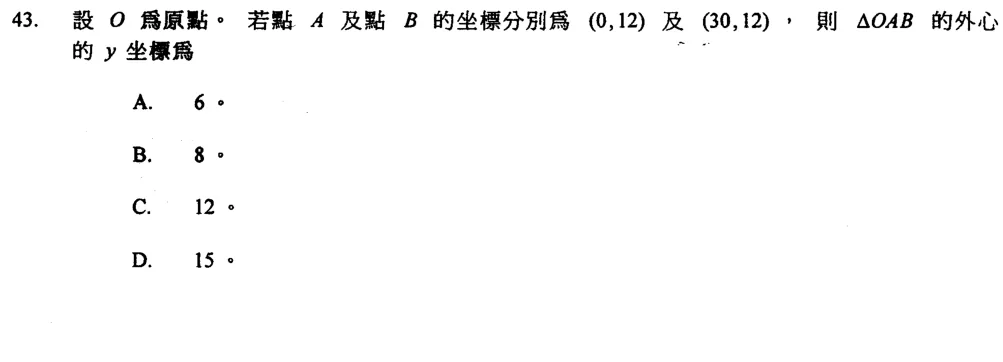 43. 設 O 爲原點。 若點 A 及點 B 的坐標分別爲 (0,12) 及 (30,12) , 則 ΔOAB 的外心
的 y 坐標爲
A. 6 。
B. 8 。
C. 12 。
D. 15 。